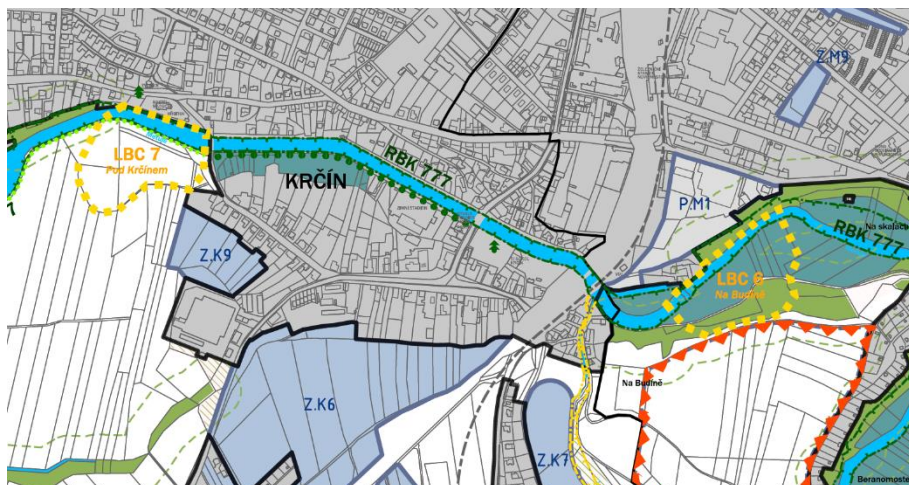 Z.M9
LBC 7
Pod Krčínem
RBK 777
KRČÍN
P.M1
Na skalách
RBK 777
LBC 6
Na Budíně
Z.K9
Na Budíně
Z.K6
Z.K7
Beranomoste